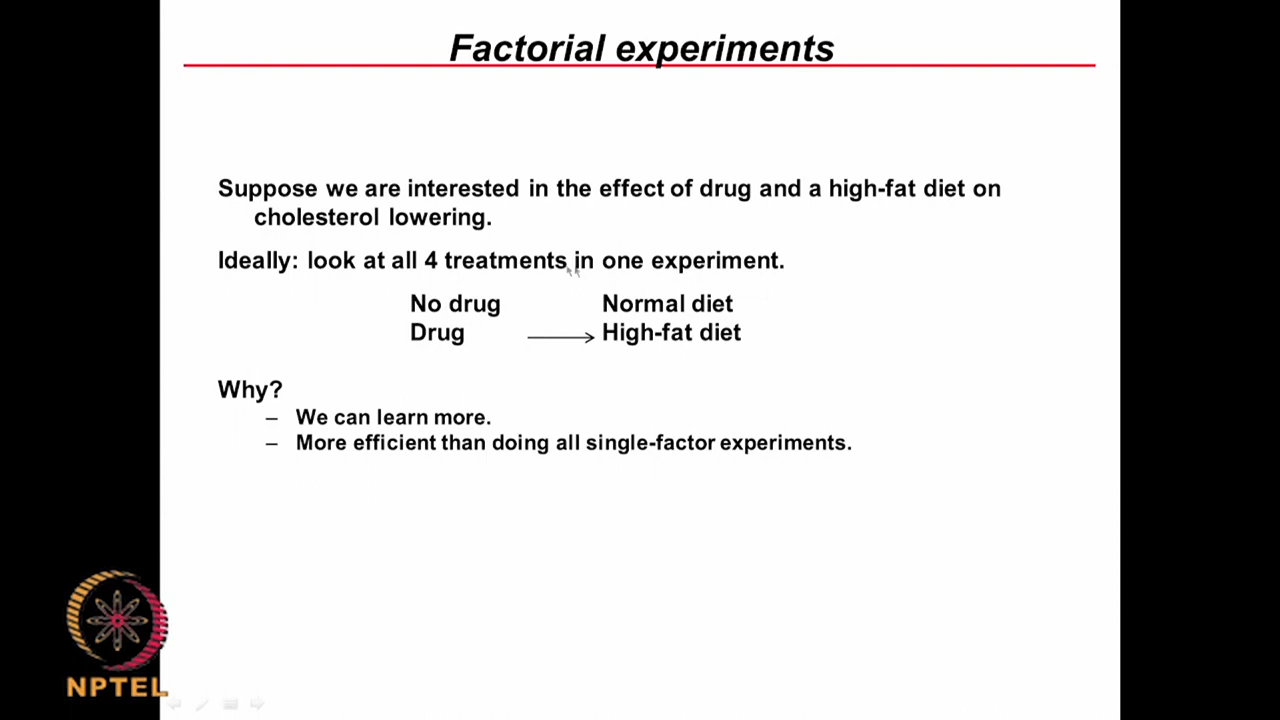 Factorial experiments
Suppose we are interested in the effect of drug and a high-fat diet on
cholesterol lowering.
Ideally: look at all 4 treatments in one experiment.
No drug Normal diet
Drug High-fat diet
Why?
– We can learn more.
– More efficient than doing all single-factor experiments.
NPTEL